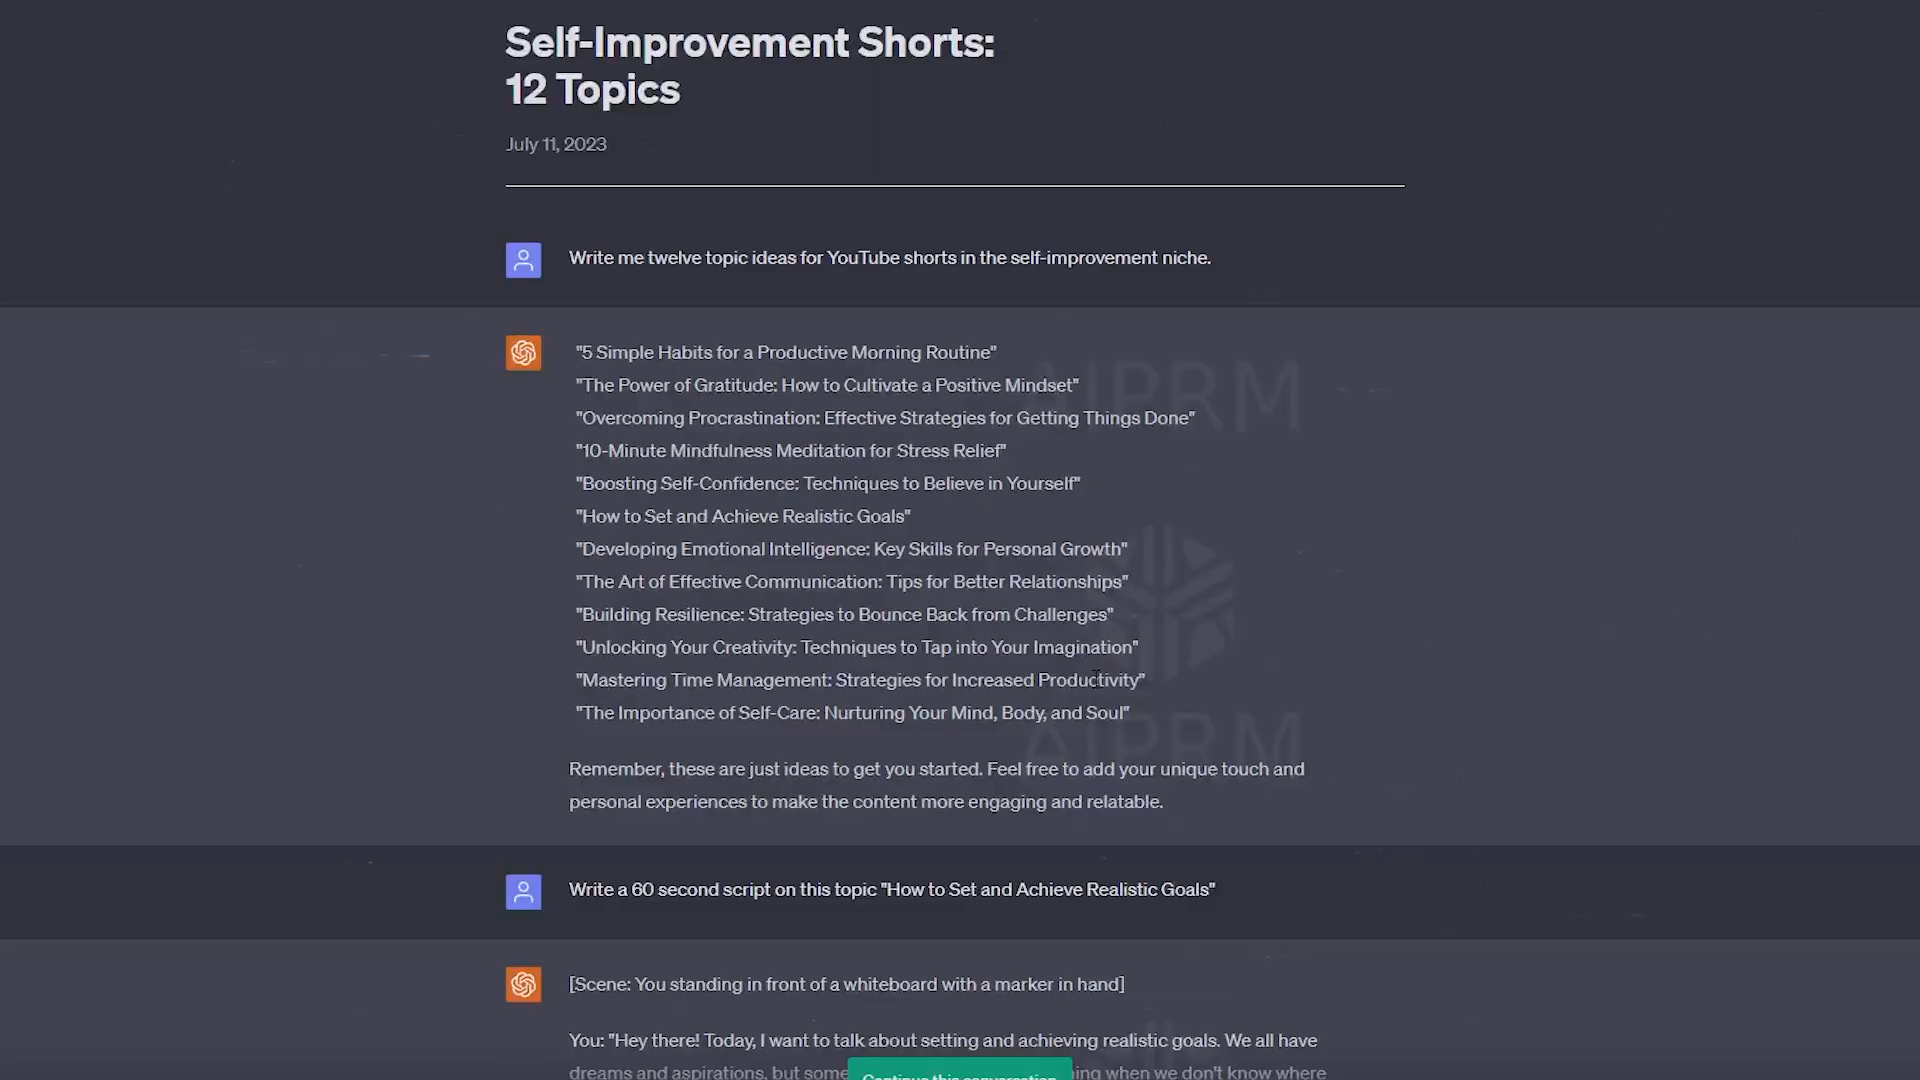 Self-Improvement Shorts:
12 Topics
July 11, 2023
Write me twelve topic ideas for YouTube shorts in the self-improvement niche.
"5 Simple Habits for a Productive Morning Routine"
"The Power of Gratitude: How to Cultivate a Positive Mindset"
"Overcoming Procrastination: Effective Strategies for Getting Things Done"
"10-Minute Mindfulness Meditation for Stress Relief"
"Boosting Self-Confidence: Techniques to Believe in Yourself"
"How to Set and Achieve Realistic Goals"
"Developing Emotional Intelligence: Key Skills for Personal Growth"
"The Art of Effective Communication: Tips for Better Relationships"
"Building Resilience: Strategies to Bounce Back from Challenges"
"Unlocking Your Creativity: Techniques to Tap into Your Imagination"
"Mastering Time Management: Strategies for Increased Productivity"
"The Importance of Self-Care: Nurturing Your Mind, Body, and Soul"
AIPRM
AIPRM
Remember, these are just ideas to get you started. Feel free to add your unique touch and
personal experiences to make the content more engaging and relatable.
Write a 60 second script on this topic "How to Set and Achieve Realistic Goals"
[Scene: You standing in front of a whiteboard with a marker in hand]
You: "Hey there! Today, I want to talk about setting and achieving realistic goals. We all have
dreams and aspirations, but some
Continue this conversation
when we don't know where